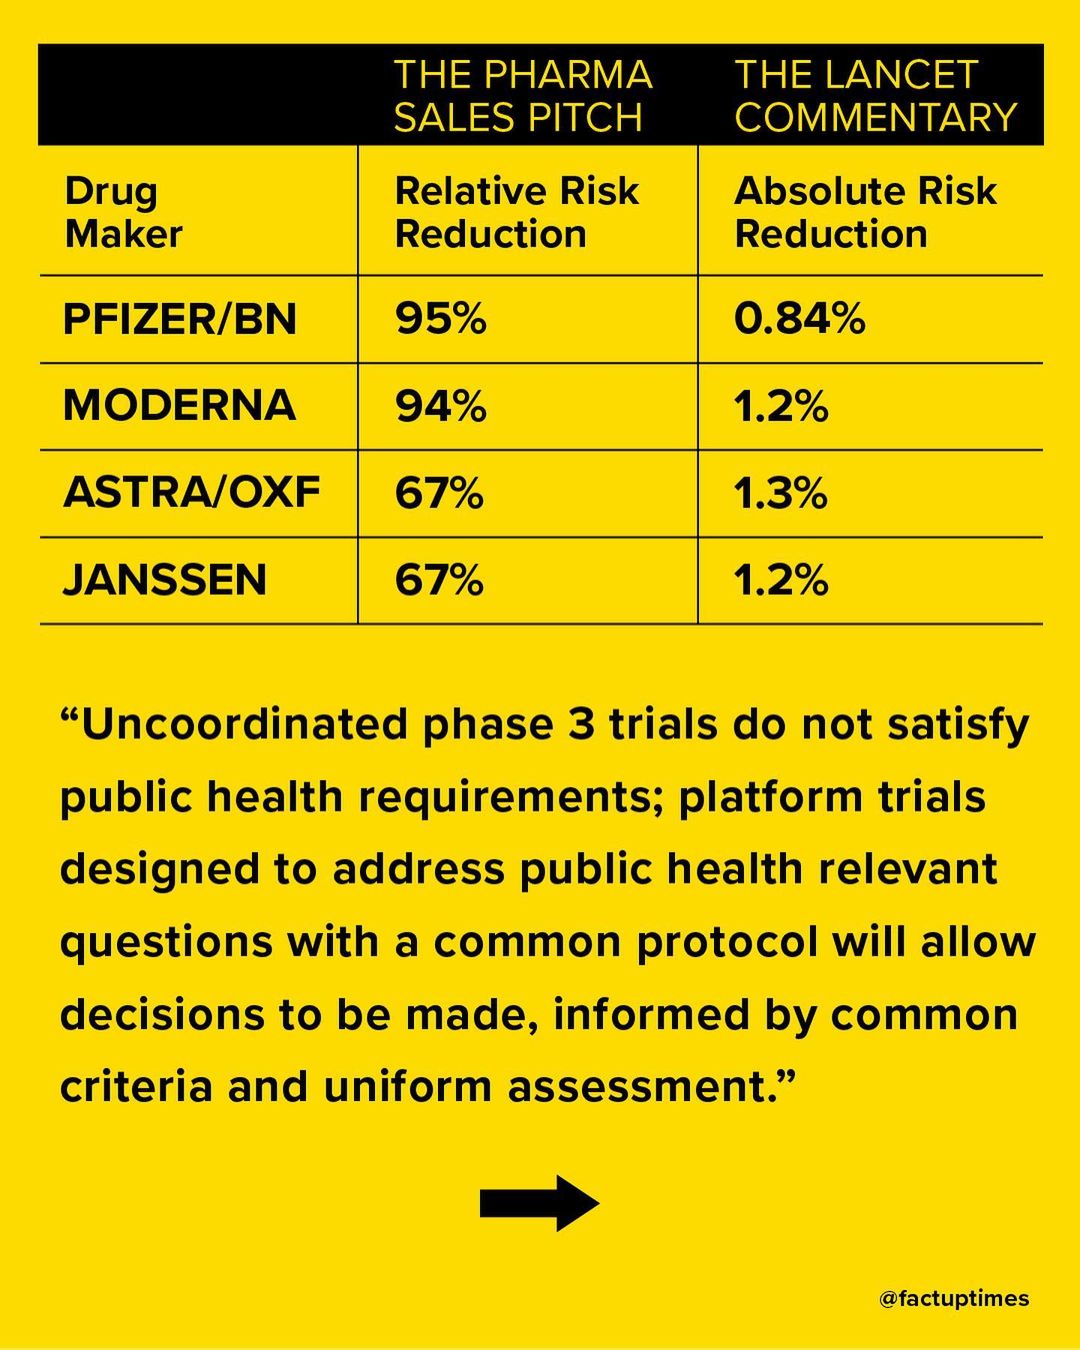 THE PHARMA
SALES PITCH
THE LANCET
COMMENTARY
Drug
Maker
Relative Risk
Reduction
Absolute Risk
Reduction
PFIZER/BN 95% 0.84%
MODERNA 94% 1.2%
ASTRA/OXF 67% 1.3%
JANSSEN 67% 1.2%
“Uncoordinated phase 3 trials do not satisfy
public health requirements; platform trials
designed to address public health relevant
questions with a common protocol will allow
decisions to be made, informed by common
criteria and uniform assessment.”
@factuptimes